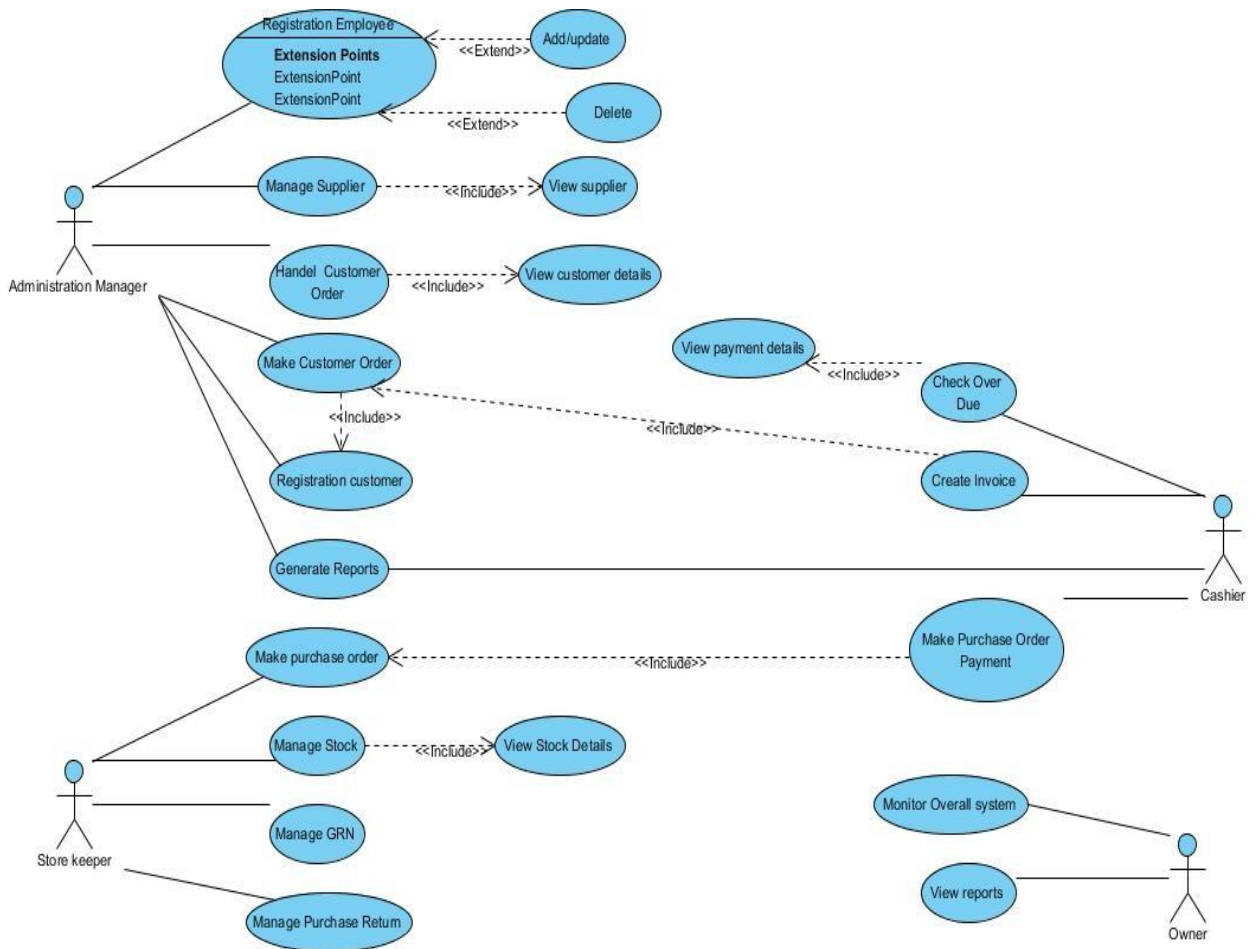 Registration Employee
Extension Points
ExtensionPoint
ExtensionPoint
<<Extend>>
Add/update
<<Extend>>
Delete
Manage Supplier
<<Include>>
View supplier
Administration Manager
Handel Customer
Order
<<Include>>
View customer details
Make Customer Order
View payment details
<<Include>>
Check Over
Due
<<Include>>
<<Include>>
Registration customer
Create Invoice
Generate Reports
Cashier
Make purchase order
<<Include>>
Make Purchase Order
Payment
Manage Stock
<<Include>>
View Stock Details
Store keeper
Manage GRN
Monitor Overall system
Manage Purchase Return
View reports
Owner